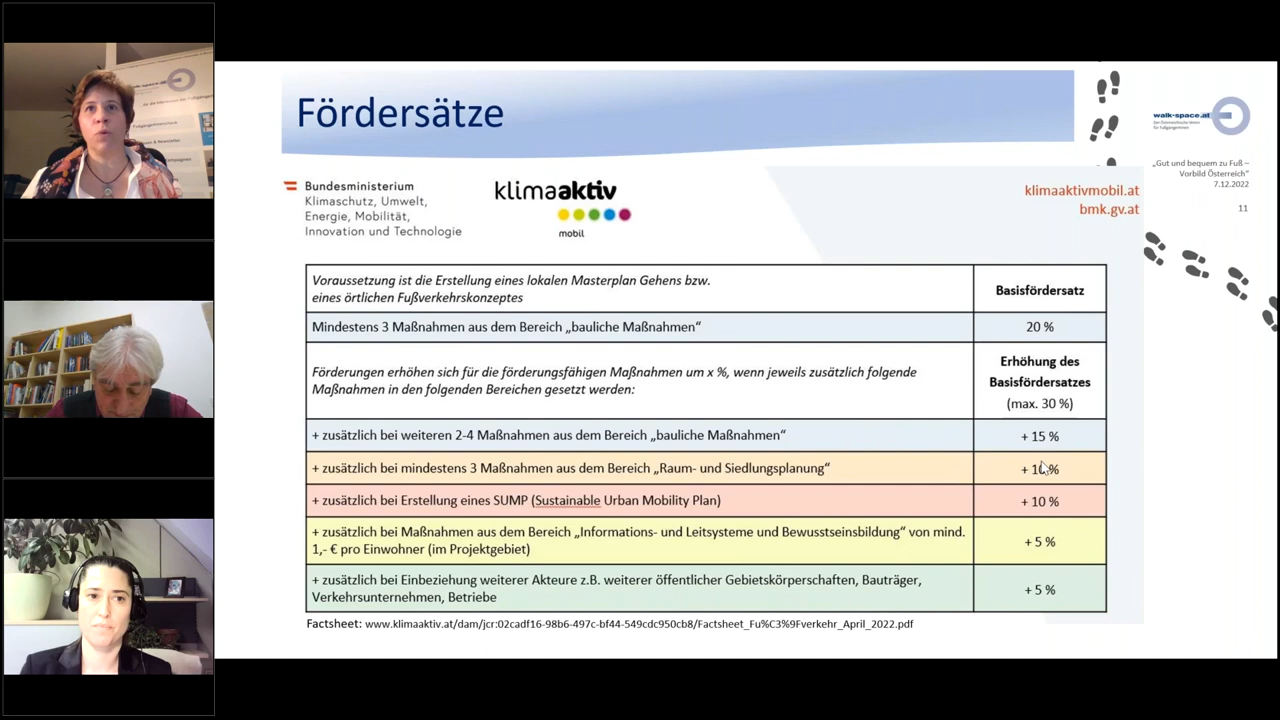 Fördersätze
walk-space.at
Der Österreichische Verein
für FußgängerInnen
„Gut und bequem zu Fuß –
Vorbild Österreich“
7.12.2022
11
Bundesministerium
Klimaschutz, Umwelt,
Energie, Mobilität,
Innovation und Technologie
klimaaktiv
mobil
klimaaktivmobil.at
bmk.gv.at
Voraussetzung ist die Erstellung eines lokalen Masterplan Gehens bzw.
eines örtlichen Fußverkehrskonzeptes
Basisfördersatz
Mindestens 3 Maßnahmen aus dem Bereich „bauliche Maßnahmen“
20 %
Förderungen erhöhen sich für die förderungsfähigen Maßnahmen um x %, wenn jeweils zusätzlich folgende
Maßnahmen in den folgenden Bereichen gesetzt werden:
Erhöhung des
Basisfördersatzes
(max. 30 %)
+ zusätzlich bei weiteren 2-4 Maßnahmen aus dem Bereich „bauliche Maßnahmen“
+ 15 %
+ zusätzlich bei mindestens 3 Maßnahmen aus dem Bereich „Raum- und Siedlungsplanung“
+ 10 %
+ zusätzlich bei Erstellung eines SUMP (Sustainable Urban Mobility Plan)
+ 10 %
+ zusätzlich bei Maßnahmen aus dem Bereich „Informations- und Leitsysteme und Bewusstseinsbildung“ von mind.
1,- € pro Einwohner (im Projektgebiet)
+ 5 %
+ zusätzlich bei Einbeziehung weiterer Akteure z.B. weiterer öffentlicher Gebietskörperschaften, Bauträger,
Verkehrsunternehmen, Betriebe
+ 5 %
Factsheet: www.klimaaktiv.at/dam/jcr:02cadf16-98b6-497c-bf44-549cdc950cb8/Factsheet_Fu%C3%9Fverkehr_April_2022.pdf